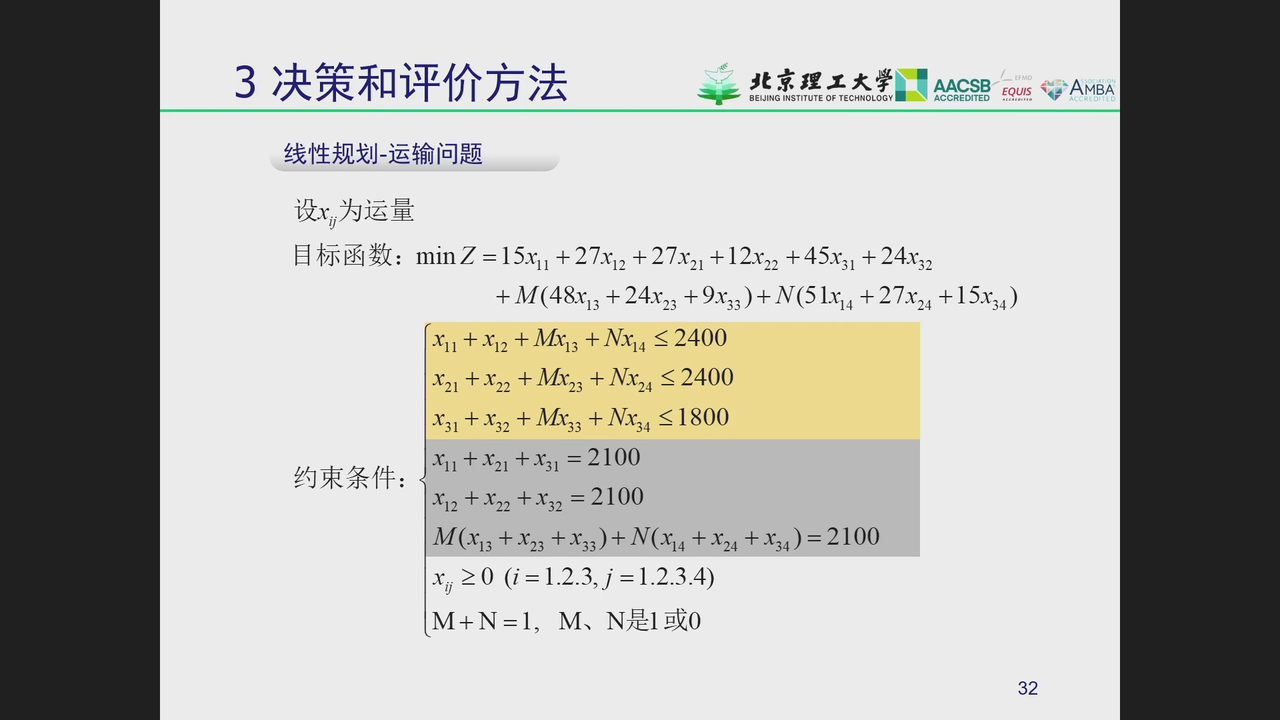 3 决策和评价方法
北京理工大学
BEIJING INSTITUTE OF TECHNOLOGY
AACSB
ACCREDITED
EFMD
EQUIS
ACCREDITED
ASSOCIATION
AMBA
ACCREDITED
线性规划-运输问题
设x_{ij}为运量
目标函数：min Z = 15x_{11} + 27x_{12} + 27x_{21} + 12x_{22} + 45x_{31} + 24x_{32}
+ M(48x_{13} + 24x_{23} + 9x_{33}) + N(51x_{14} + 27x_{24} + 15x_{34})
x_{11} + x_{12} + Mx_{13} + Nx_{14} ≤ 2400
x_{21} + x_{22} + Mx_{23} + Nx_{24} ≤ 2400
x_{31} + x_{32} + Mx_{33} + Nx_{34} ≤ 1800
x_{11} + x_{21} + x_{31} = 2100
约束条件：
x_{12} + x_{22} + x_{32} = 2100
M(x_{13} + x_{23} + x_{33}) + N(x_{14} + x_{24} + x_{34}) = 2100
x_{ij} ≥ 0 (i = 1.2.3, j = 1.2.3.4)
M + N = 1, M、N是1或0
32